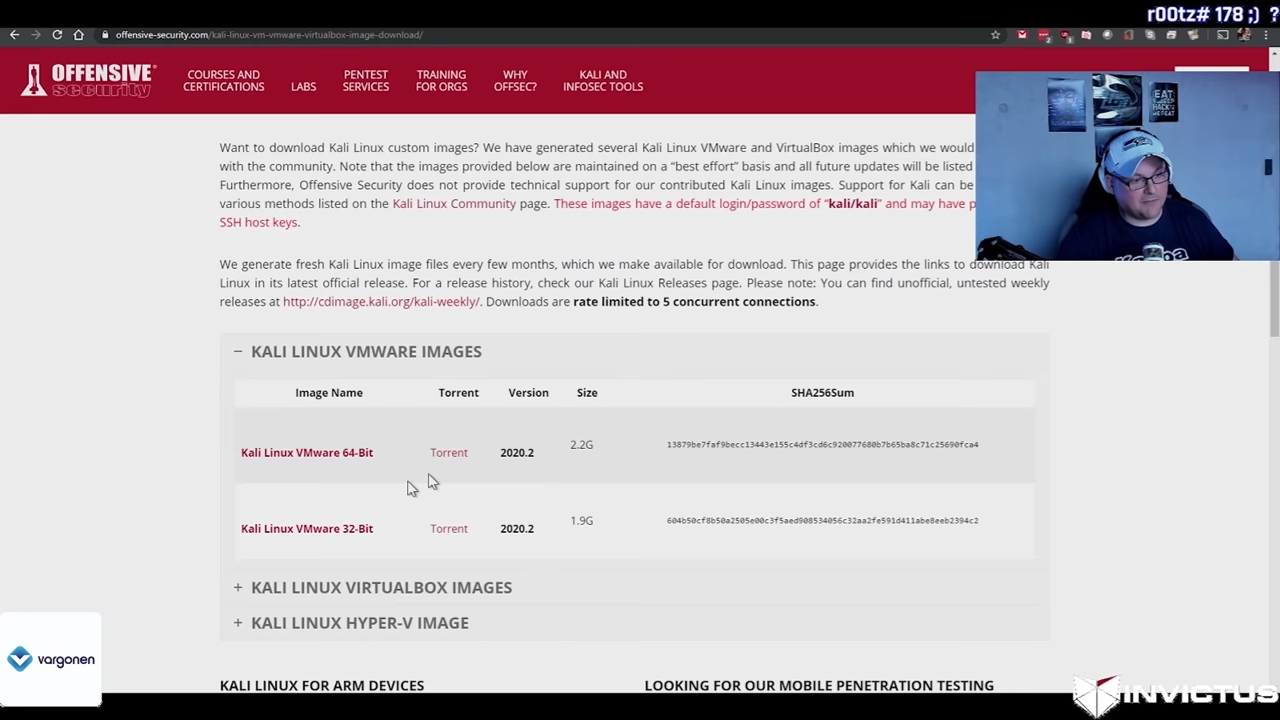 r00tz# 178 ;) ?
offensive-security.com/kali-linux-vm-vmware-virtualbox-image-download/
OFFENSIVE
security
COURSES AND
CERTIFICATIONS
LABS
PENTEST
SERVICES
TRAINING
FOR ORGS
WHY
OFFSEC?
KALI AND
INFOSEC TOOLS
EAT
SLEEP
HACK
REPEAT
Want to download Kali Linux custom images? We have generated several Kali Linux VMware and VirtualBox images which we would
with the community. Note that the images provided below are maintained on a “best effort” basis and all future updates will be listed
Furthermore, Offensive Security does not provide technical support for our contributed Kali Linux images. Support for Kali can be
various methods listed on the Kali Linux Community page. These images have a default login/password of “kali/kali” and may have p
SSH host keys.
We generate fresh Kali Linux image files every few months, which we make available for download. This page provides the links to download Kali
Linux in its latest official release. For a release history, check our Kali Linux Releases page. Please note: You can find unofficial, untested weekly
releases at http://cdimage.kali.org/kali-weekly/. Downloads are rate limited to 5 concurrent connections.
− KALI LINUX VMWARE IMAGES
Image Name Torrent Version Size SHA256Sum
Kali Linux VMware 64-Bit Torrent 2020.2 2.2G 13879be7faf9becc13443e155c4df3cd6c920077680b7b65ba8c71c25690fca4
Kali Linux VMware 32-Bit Torrent 2020.2 1.9G 604b50cf8b50a2505e00c3f5aed908534056c32aa2fe591d411abe8eeb2394c2
+ KALI LINUX VIRTUALBOX IMAGES
+ KALI LINUX HYPER-V IMAGE
vargonen
KALI LINUX FOR ARM DEVICES
LOOKING FOR OUR MOBILE PENETRATION TESTING
INVICTUS